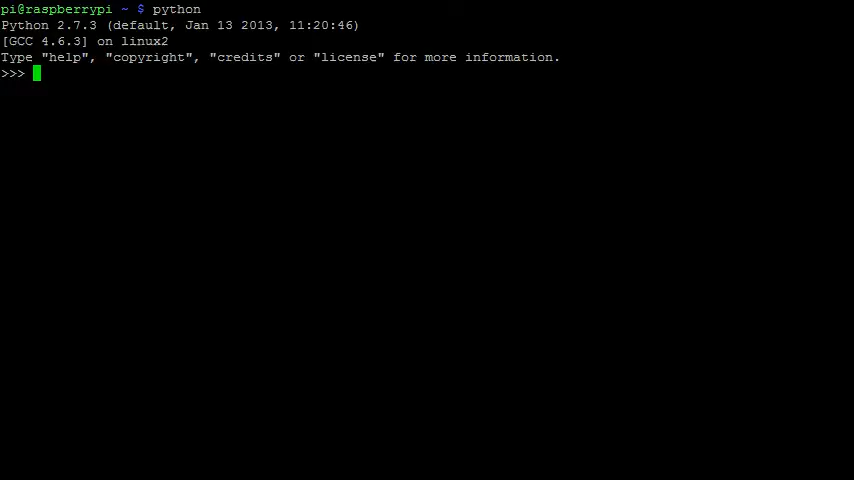 pi@raspberrypi ~ $ python
Python 2.7.3 (default, Jan 13 2013, 11:20:46)
[GCC 4.6.3] on linux2
Type "help", "copyright", "credits" or "license" for more information.
>>>